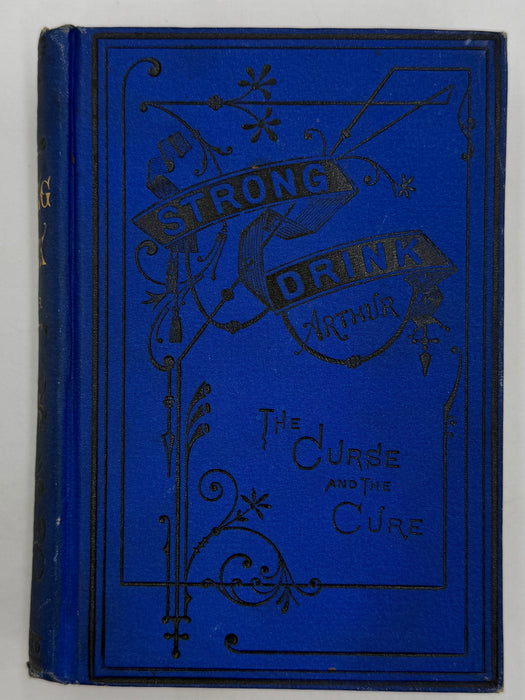 STRONG
DRINK
ARTHUR
THE CURSE
AND THE
CURE